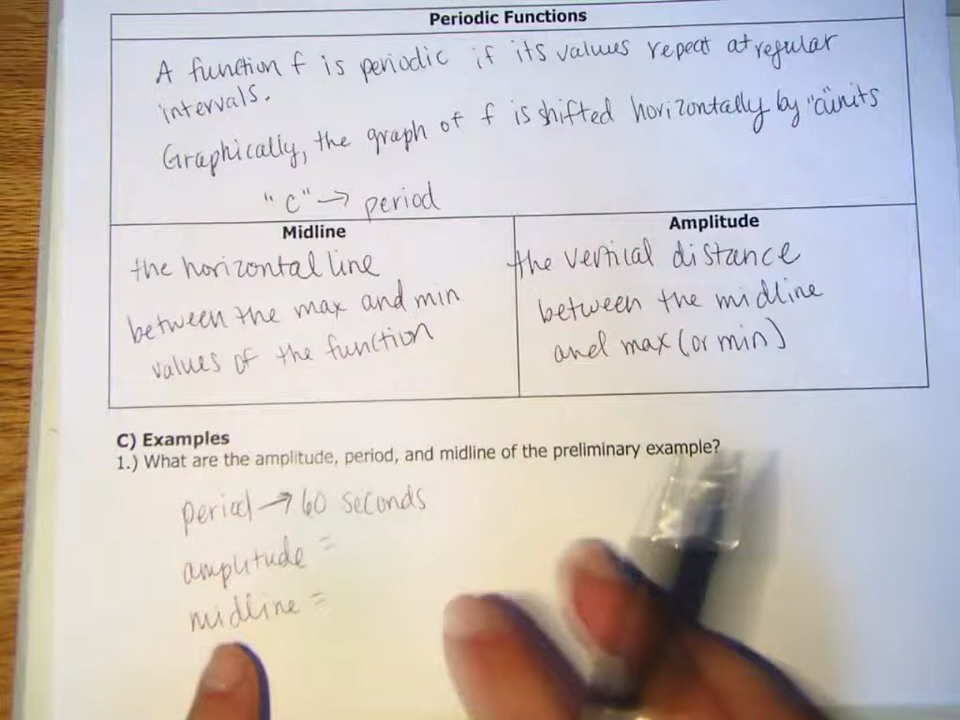 Periodic Functions
A function f is periodic if its values repeat at regular
intervals.
Graphically, the graph of f is shifted horizontally by "c" units
"c" → period
Midline
the horizontal line
between the max and min
values of the function
Amplitude
the vertical distance
between the midline
and max (or min)
C) Examples
1.) What are the amplitude, period, and midline of the preliminary example?
period → 60 seconds
amplitude =
midline =